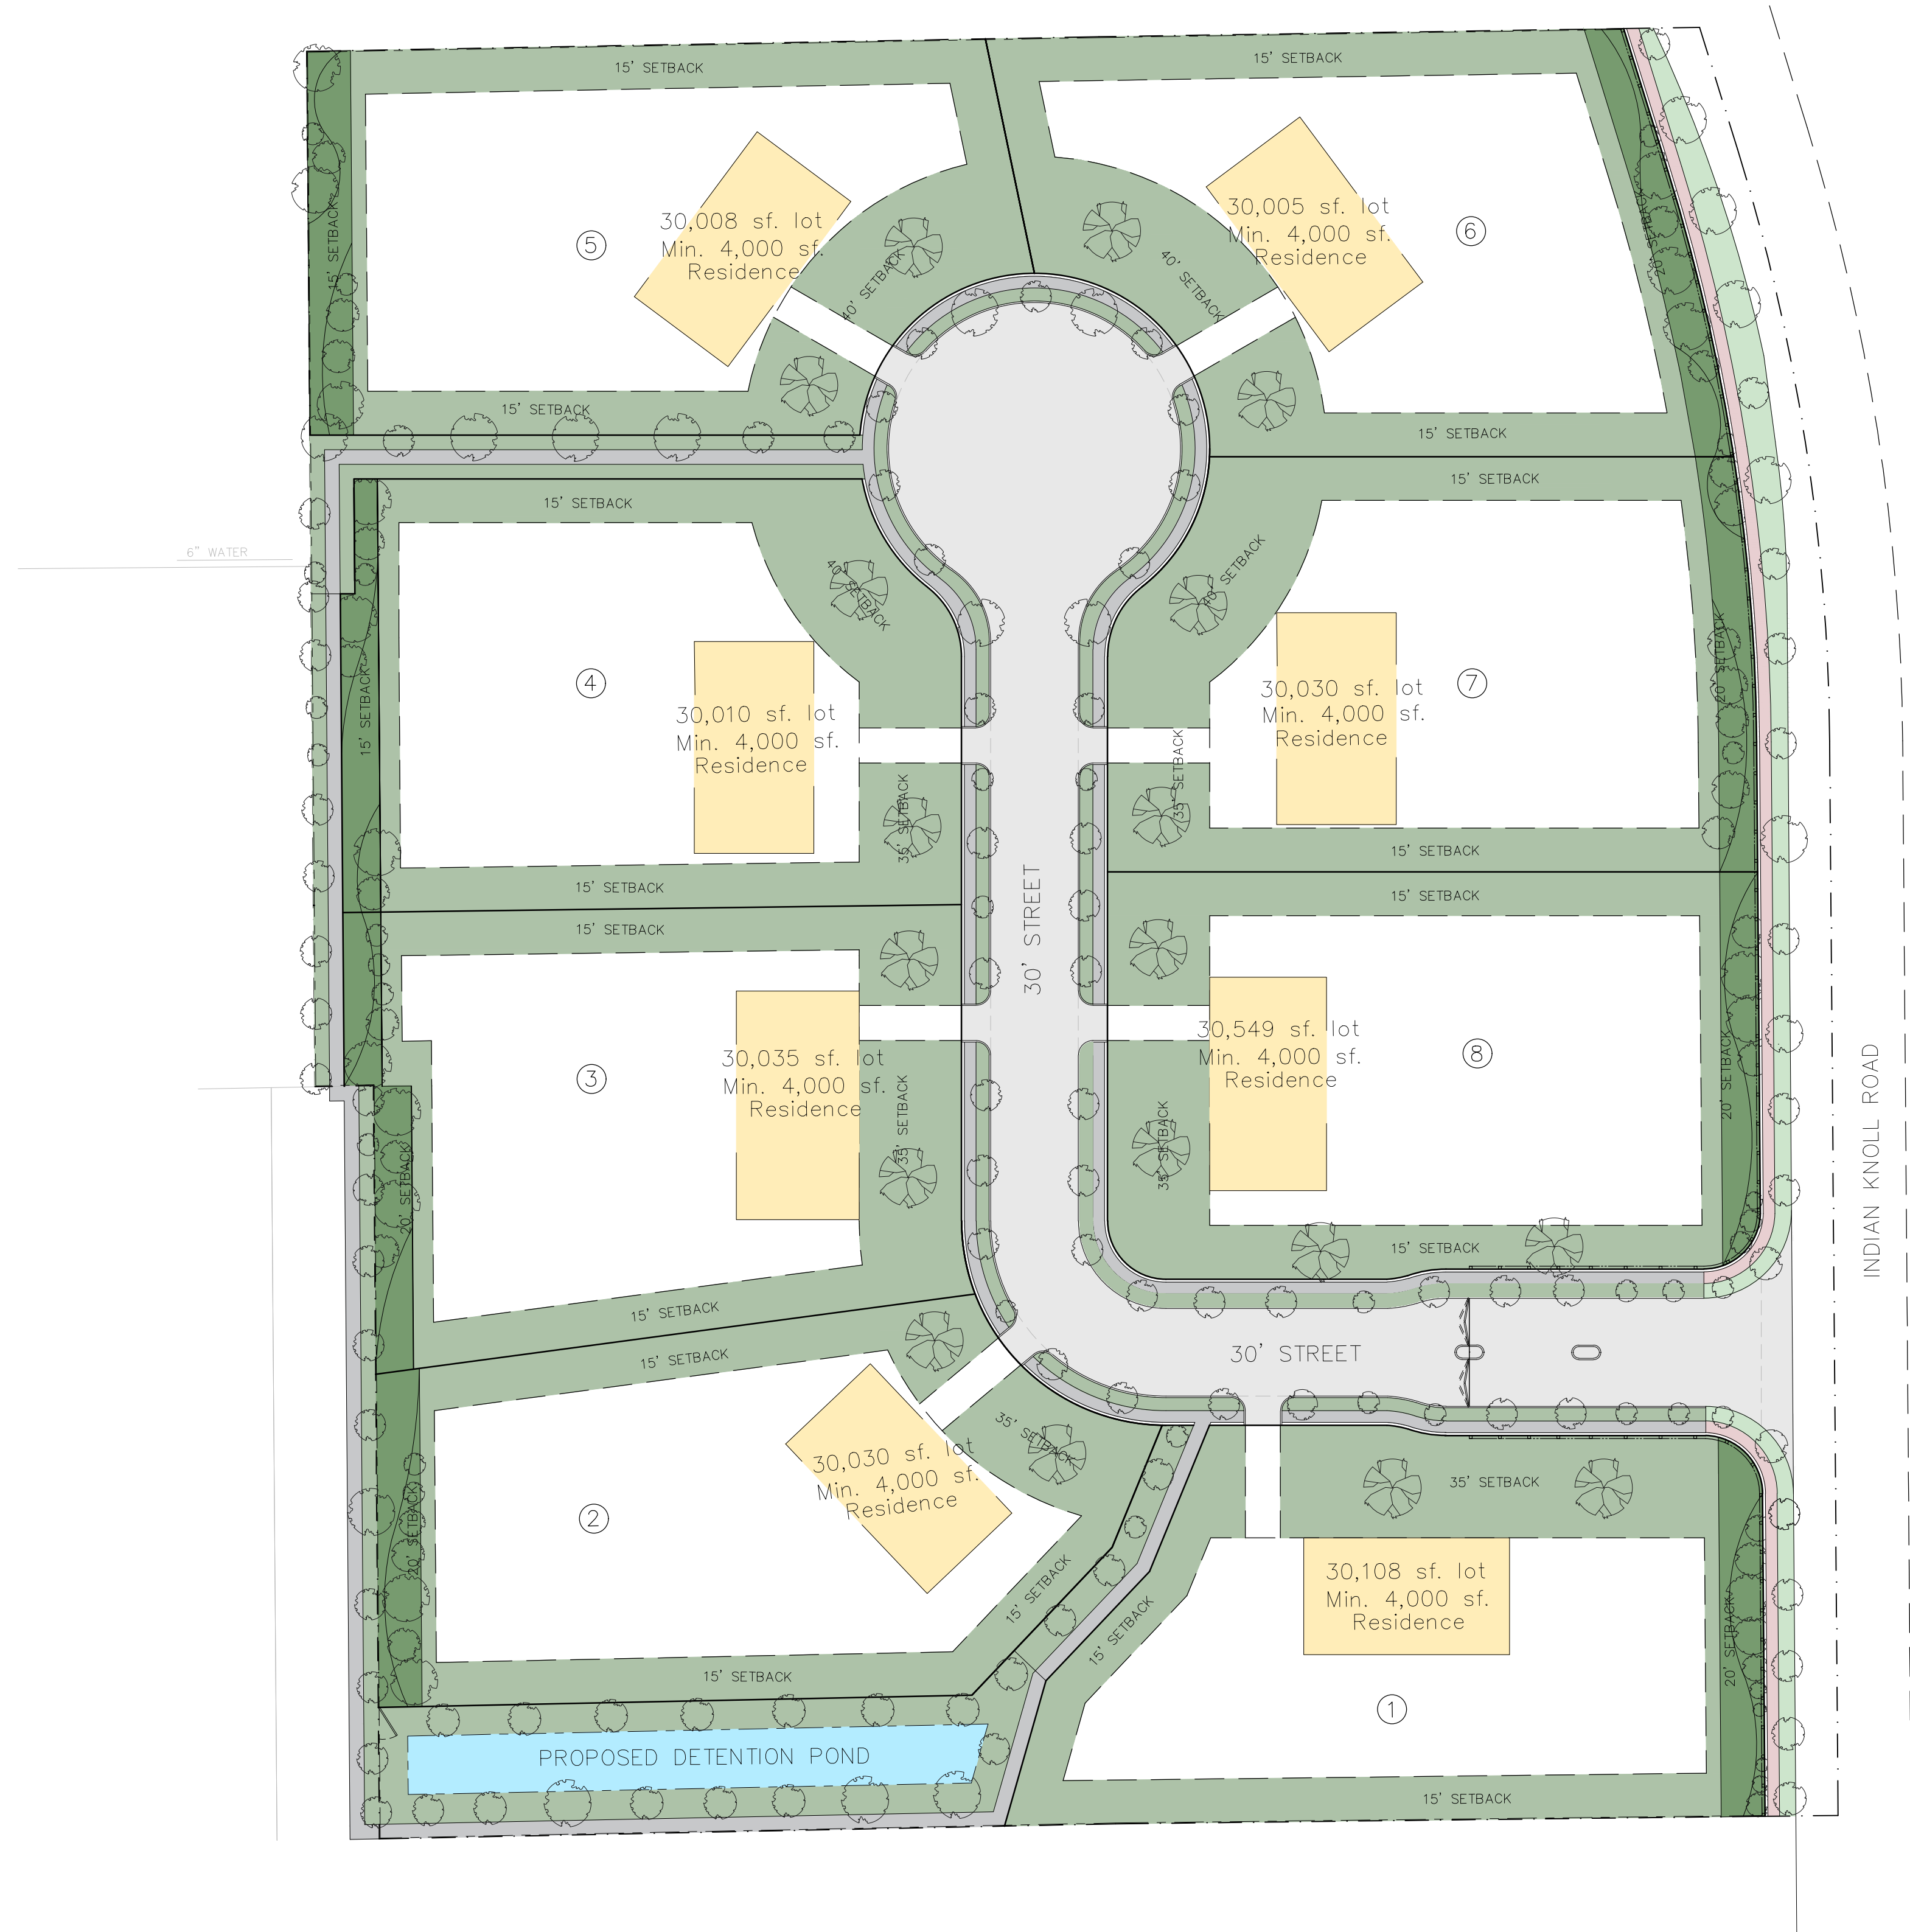 15' SETBACK
15' SETBACK
15' SETBACK
30,008 sf. lot
Min. 4,000 sf.
Residence
5
40' SETBACK
40' SETBACK
30,005 sf. lot
Min. 4,000 sf.
Residence
6
20' SETBACK
15' SETBACK
15' SETBACK
15' SETBACK
15' SETBACK
6" WATER
40' SETBACK
40' SETBACK
4
15' SETBACK
30,010 sf. lot
Min. 4,000 sf.
Residence
35' SETBACK
35' SETBACK
30,030 sf. lot
Min. 4,000 sf.
Residence
7
20' SETBACK
15' SETBACK
15' SETBACK
15' SETBACK
15' SETBACK
30' STREET
3
30,035 sf. lot
Min. 4,000 sf.
Residence
35' SETBACK
35' SETBACK
30,549 sf. lot
Min. 4,000 sf.
Residence
8
20' SETBACK
INDIAN KNOLL ROAD
20' SETBACK
15' SETBACK
15' SETBACK
15' SETBACK
30' STREET
2
20' SETBACK
30,030 sf. lot
Min. 4,000 sf.
Residence
35' SETBACK
35' SETBACK
15' SETBACK
15' SETBACK
30,108 sf. lot
Min. 4,000 sf.
Residence
1
20' SETBACK
15' SETBACK
PROPOSED DETENTION POND
15' SETBACK